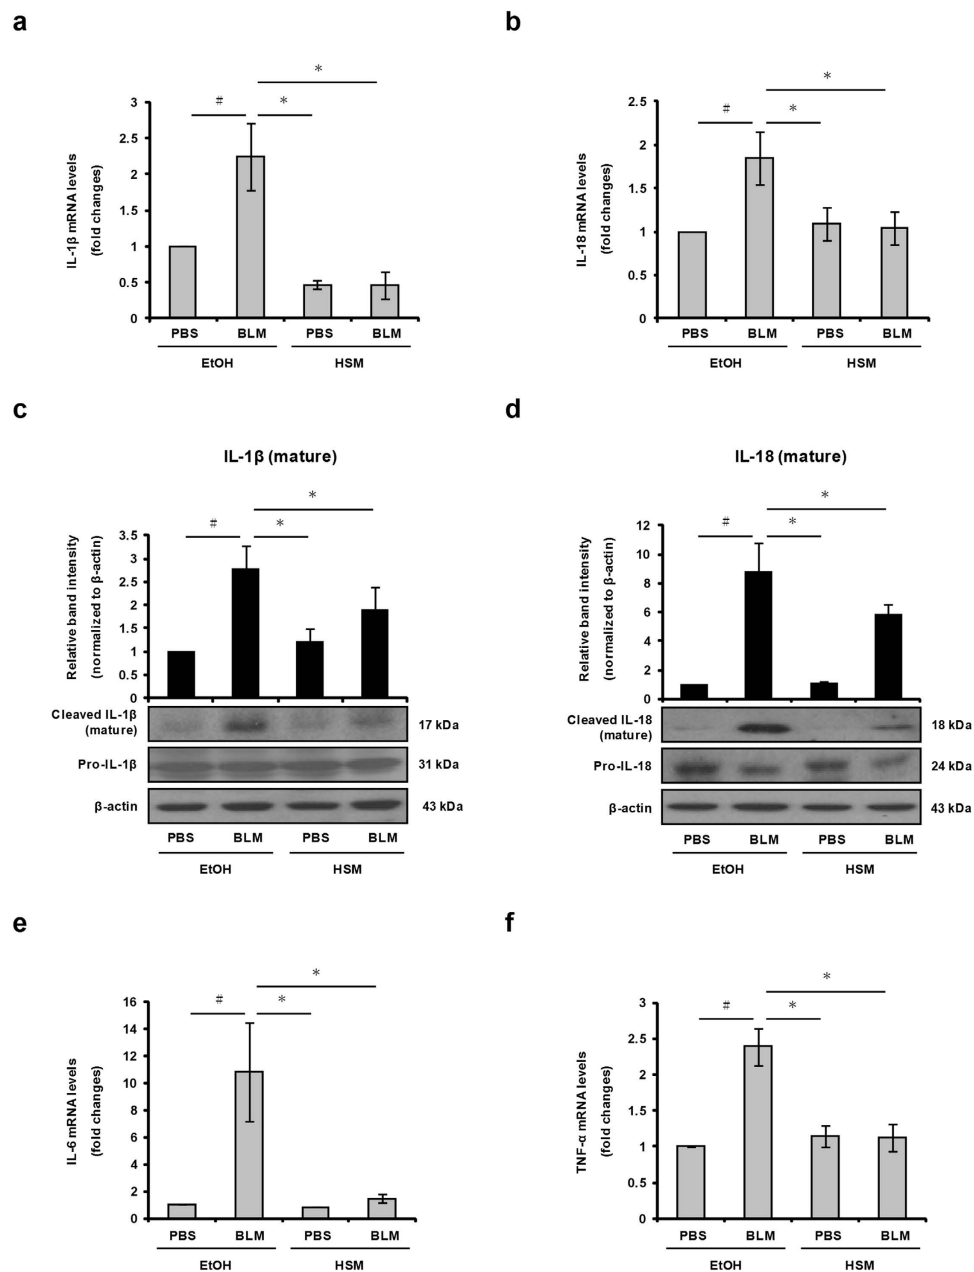 a
IL-1β mRNA levels
(fold changes)
3
2.5
2
1.5
1
0.5
0
#
*
*
PBS BLM PBS BLM
EtOH HSM
b
IL-18 mRNA levels
(fold changes)
2.5
2
1.5
1
0.5
0
#
*
*
PBS BLM PBS BLM
EtOH HSM
c
IL-1β (mature)
Relative band intensity
(normalized to β-actin)
3.5
3
2.5
2
1.5
1
0.5
0
#
*
*
Cleaved IL-1β
(mature)
17 kDa
Pro-IL-1β 31 kDa
β-actin 43 kDa
PBS BLM PBS BLM
EtOH HSM
d
IL-18 (mature)
Relative band intensity
(normalized to β-actin)
12
10
8
6
4
2
0
#
*
*
Cleaved IL-18
(mature)
18 kDa
Pro-IL-18 24 kDa
β-actin 43 kDa
PBS BLM PBS BLM
EtOH HSM
e
IL-6 mRNA levels
(fold changes)
16
14
12
10
8
6
4
2
0
#
*
*
PBS BLM PBS BLM
EtOH HSM
f
TNF-α mRNA levels
(fold changes)
3
2.5
2
1.5
1
0.5
0
#
*
*
PBS BLM PBS BLM
EtOH HSM